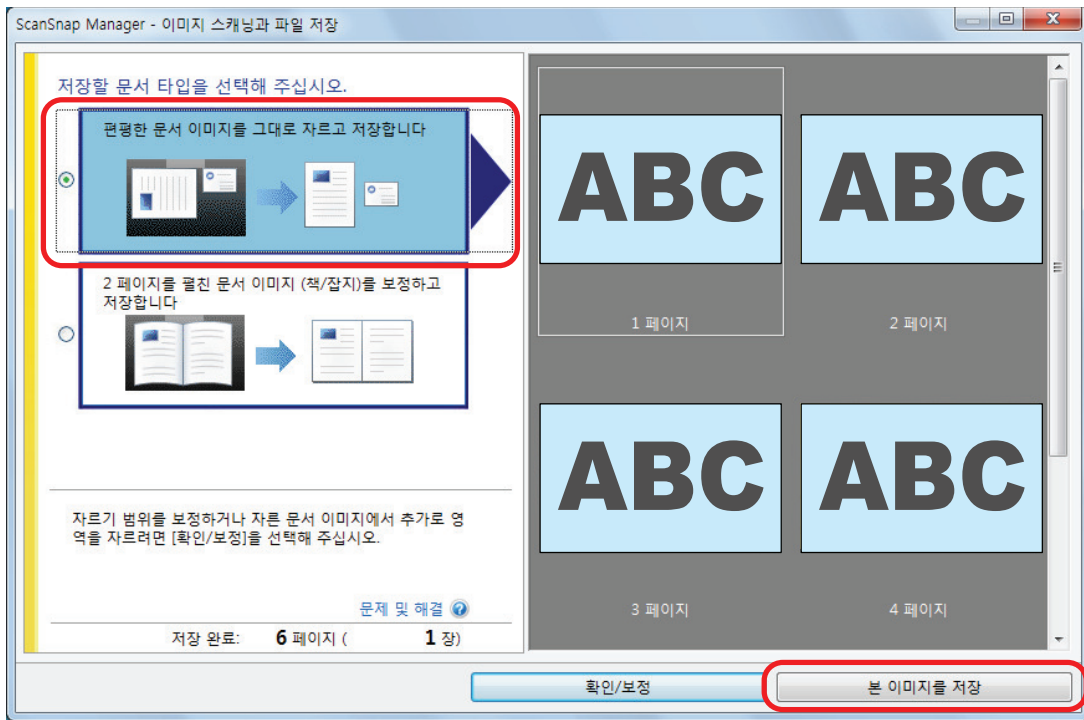 ScanSnap Manager - 이미지 스캐닝과 파일 저장
저장할 문서 타입을 선택해 주십시오.
편평한 문서 이미지를 그대로 자르고 저장합니다
2 페이지를 펼친 문서 이미지 (책/잡지)를 보정하고
저장합니다
자르기 범위를 보정하거나 자른 문서 이미지에서 추가로 영
역을 자르려면 [확인/보정]을 선택해 주십시오.
문제 및 해결 ?
저장 완료: 6 페이지 ( 1 장)
ABC ABC
1 페이지 2 페이지
ABC ABC
3 페이지 4 페이지
확인/보정 본 이미지를 저장